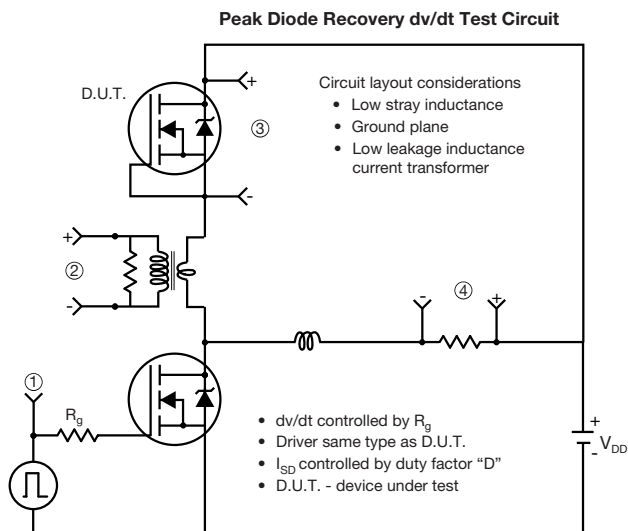 Peak Diode Recovery dv/dt Test Circuit
D.U.T.
+
-
③
Circuit layout considerations
• Low stray inductance
• Ground plane
• Low leakage inductance
current transformer
+
②
-
-
④
+
①
Rg
• dv/dt controlled by Rg
• Driver same type as D.U.T.
• ISD controlled by duty factor “D”
• D.U.T. - device under test
+
-
VDD